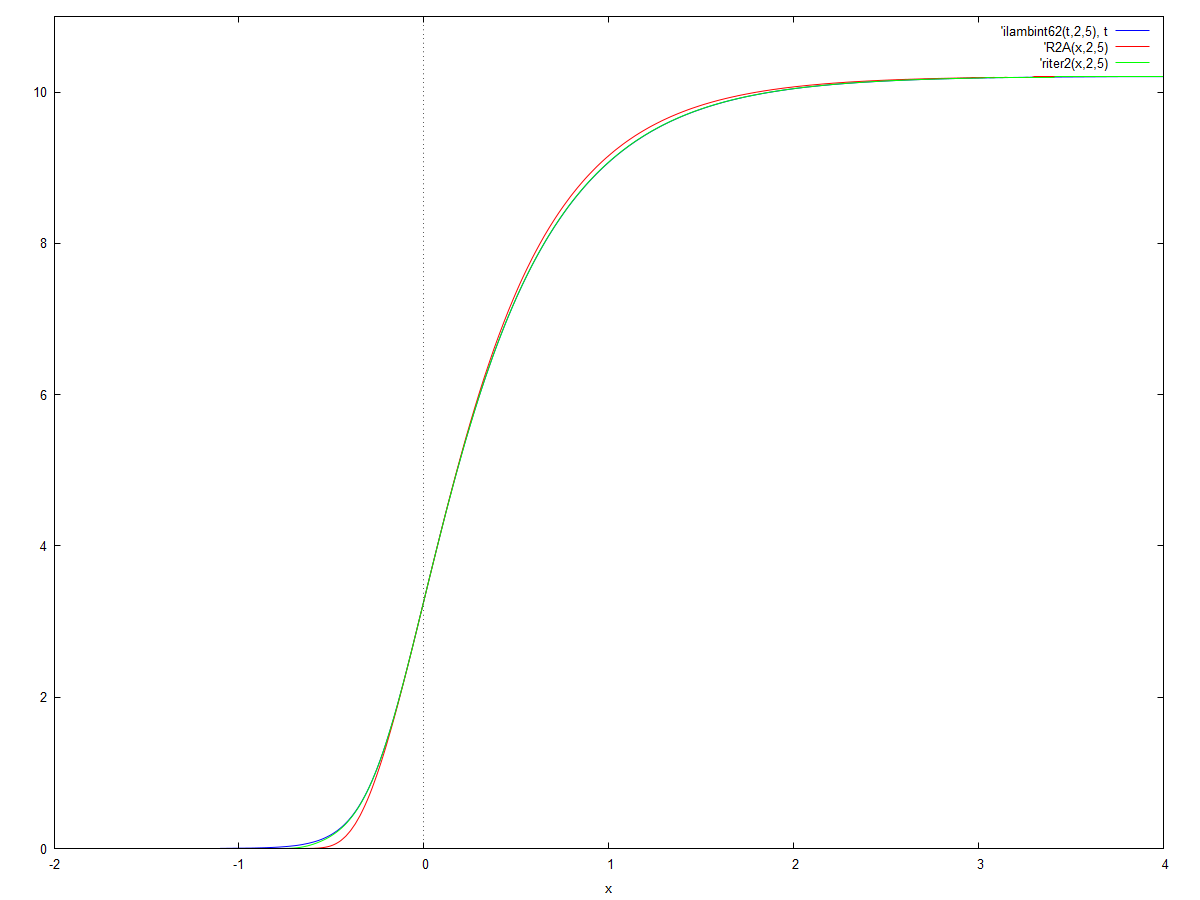 'ilambint62(t,2,5), t
'R2A(x,2,5)
'riter2(x,2,5)
10
8
6
4
2
0
-2 -1 0 1 2 3 4
x